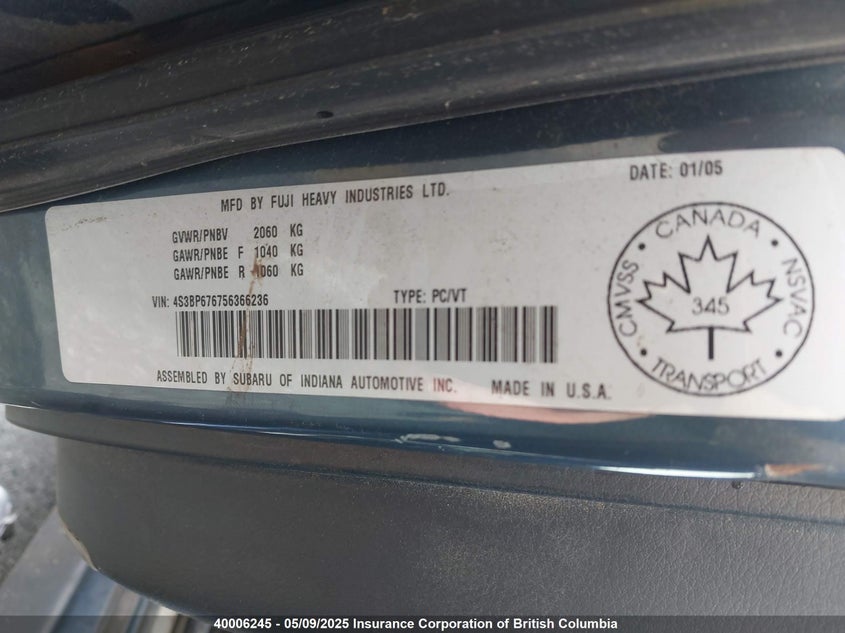 MFD BY FUJI HEAVY INDUSTRIES LTD.
DATE: 01/05
GVWR/PNBV 2060 KG
GAWR/PNBE F 1040 KG
GAWR/PNBE R 1060 KG
VIN: 4S3BP676756366236
TYPE: PC/VT
ASSEMBLED BY SUBARU OF INDIANA AUTOMOTIVE INC.
MADE IN U.S.A.
CANADA
CMVSS
NSVAC
345
TRANSPORT
40006245 - 05/09/2025 Insurance Corporation of British Columbia